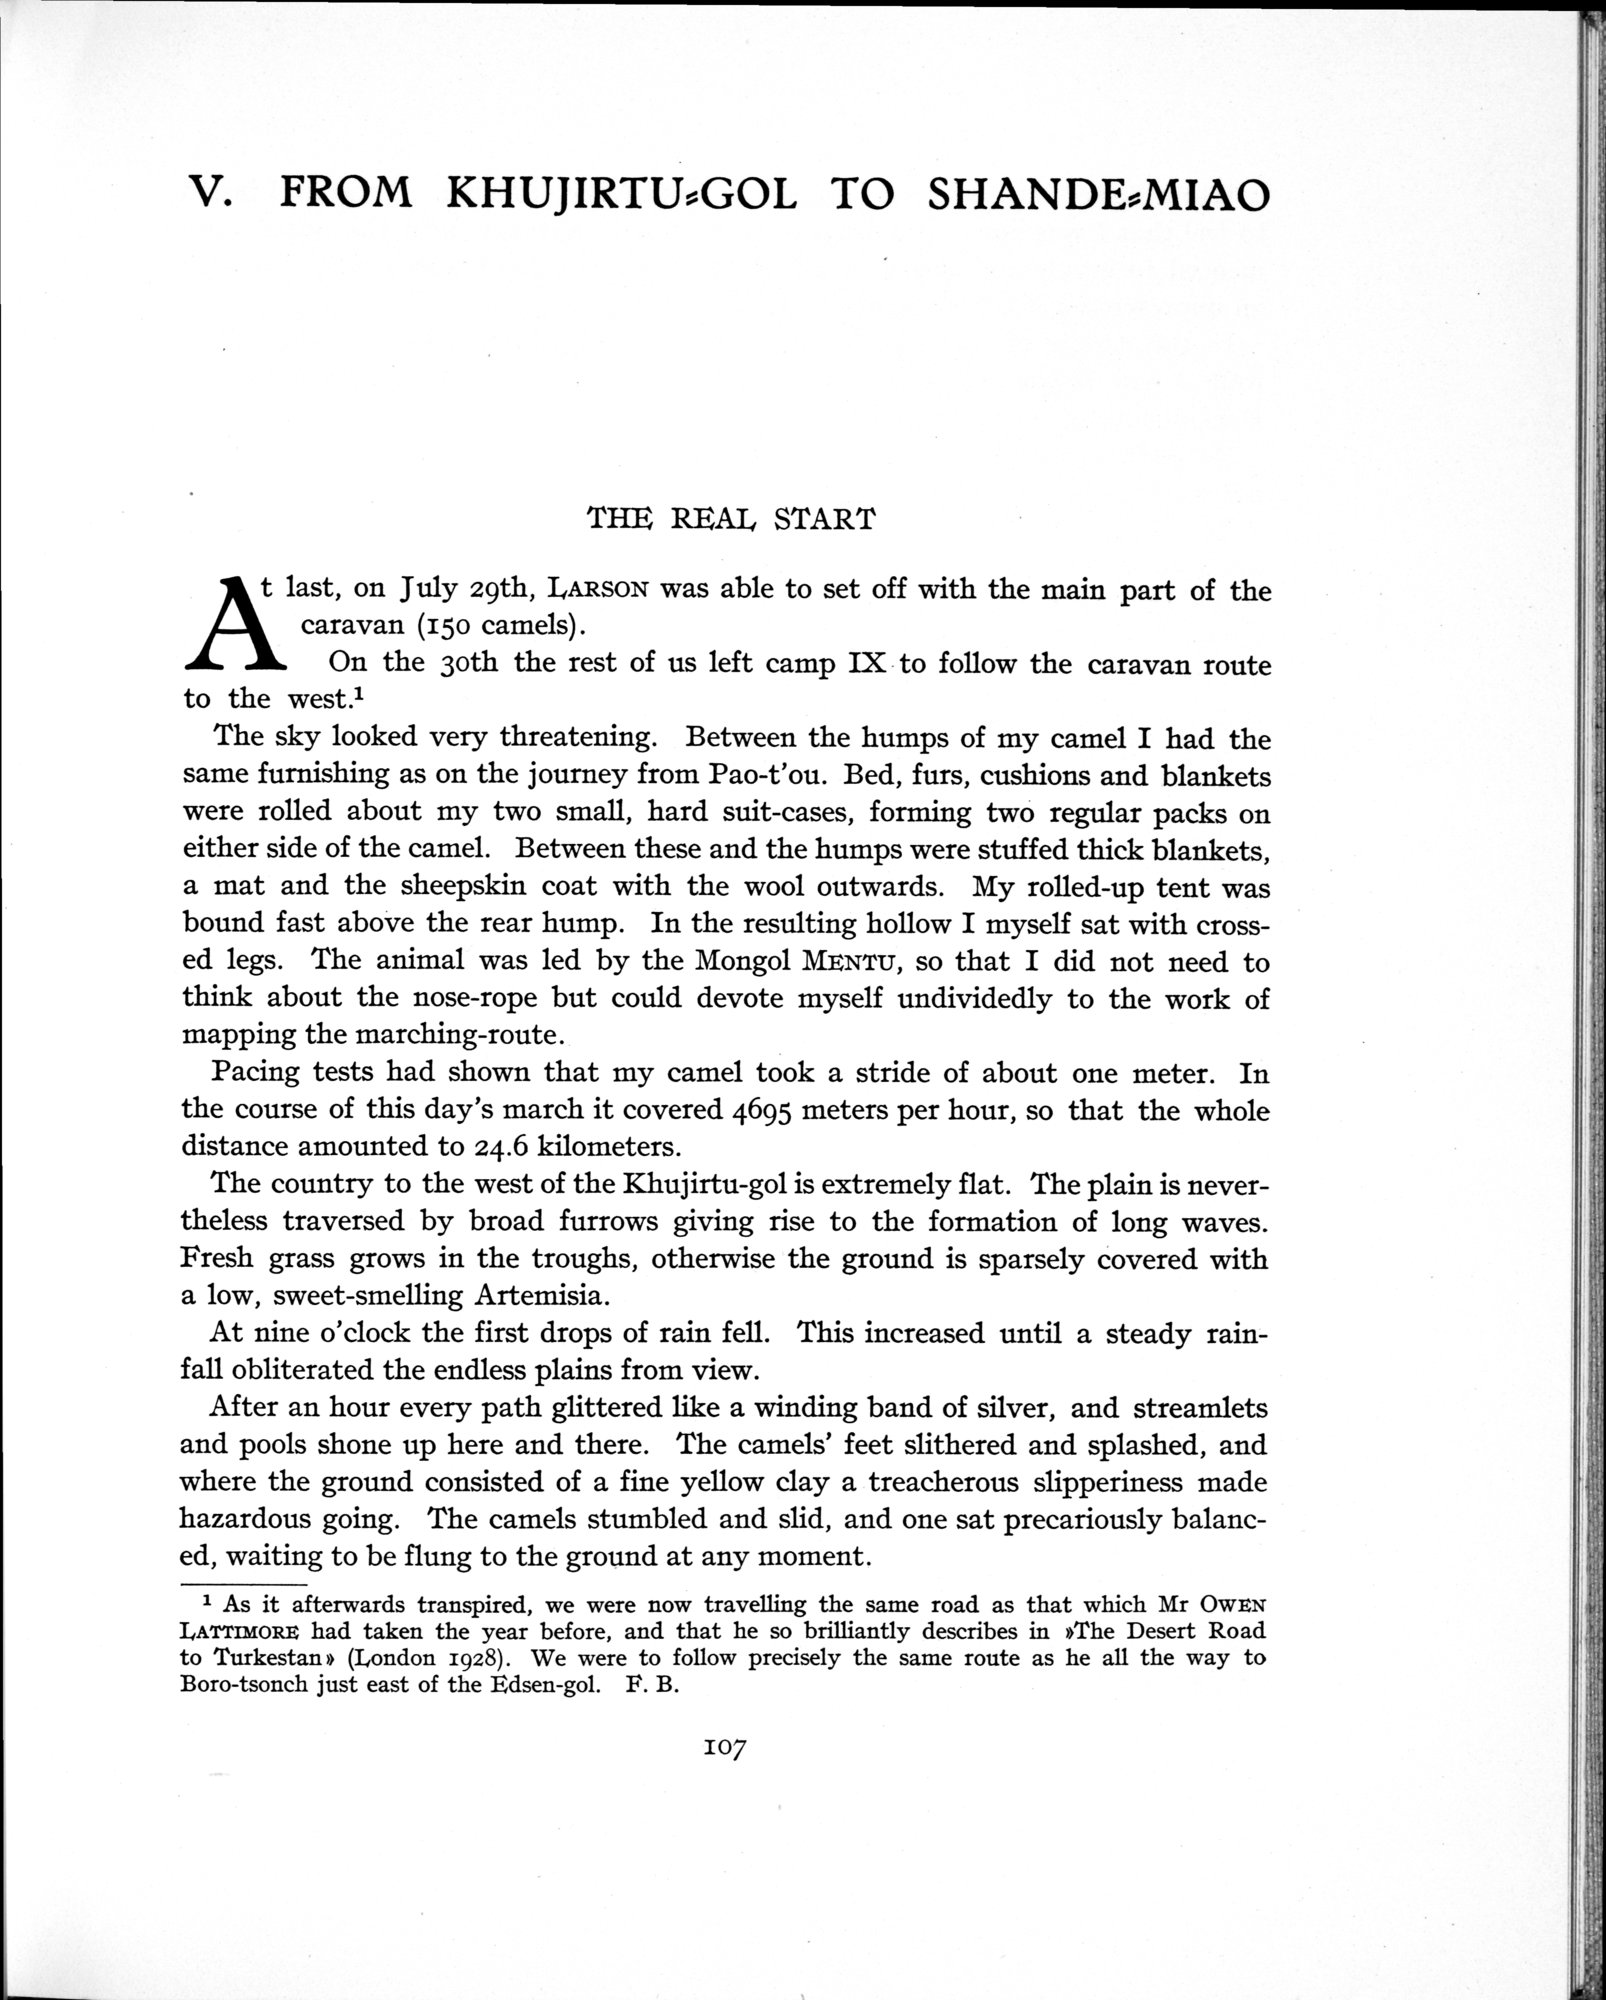 V. FROM KHUJIRTU-GOL TO SHANDE-MIAO
THE REAL START
At last, on July 29th, LARSON was able to set off with the main part of the
caravan (150 camels).
On the 30th the rest of us left camp IX to follow the caravan route
to the west.¹
The sky looked very threatening. Between the humps of my camel I had the
same furnishing as on the journey from Pao-t'ou. Bed, furs, cushions and blankets
were rolled about my two small, hard suit-cases, forming two regular packs on
either side of the camel. Between these and the humps were stuffed thick blankets,
a mat and the sheepskin coat with the wool outwards. My rolled-up tent was
bound fast above the rear hump. In the resulting hollow I myself sat with cross-
ed legs. The animal was led by the Mongol MENTU, so that I did not need to
think about the nose-rope but could devote myself undividedly to the work of
mapping the marching-route.
Pacing tests had shown that my camel took a stride of about one meter. In
the course of this day's march it covered 4695 meters per hour, so that the whole
distance amounted to 24.6 kilometers.
The country to the west of the Khujirtu-gol is extremely flat. The plain is never-
theless traversed by broad furrows giving rise to the formation of long waves.
Fresh grass grows in the troughs, otherwise the ground is sparsely covered with
a low, sweet-smelling Artemisia.
At nine o'clock the first drops of rain fell. This increased until a steady rain-
fall obliterated the endless plains from view.
After an hour every path glittered like a winding band of silver, and streamlets
and pools shone up here and there. The camels' feet slithered and splashed, and
where the ground consisted of a fine yellow clay a treacherous slipperiness made
hazardous going. The camels stumbled and slid, and one sat precariously balanc-
ed, waiting to be flung to the ground at any moment.
¹ As it afterwards transpired, we were now travelling the same road as that which Mr OWEN
LATTIMORE had taken the year before, and that he so brilliantly describes in »The Desert Road
to Turkestan» (London 1928). We were to follow precisely the same route as he all the way to
Boro-tsonch just east of the Edsen-gol. F. B.
107